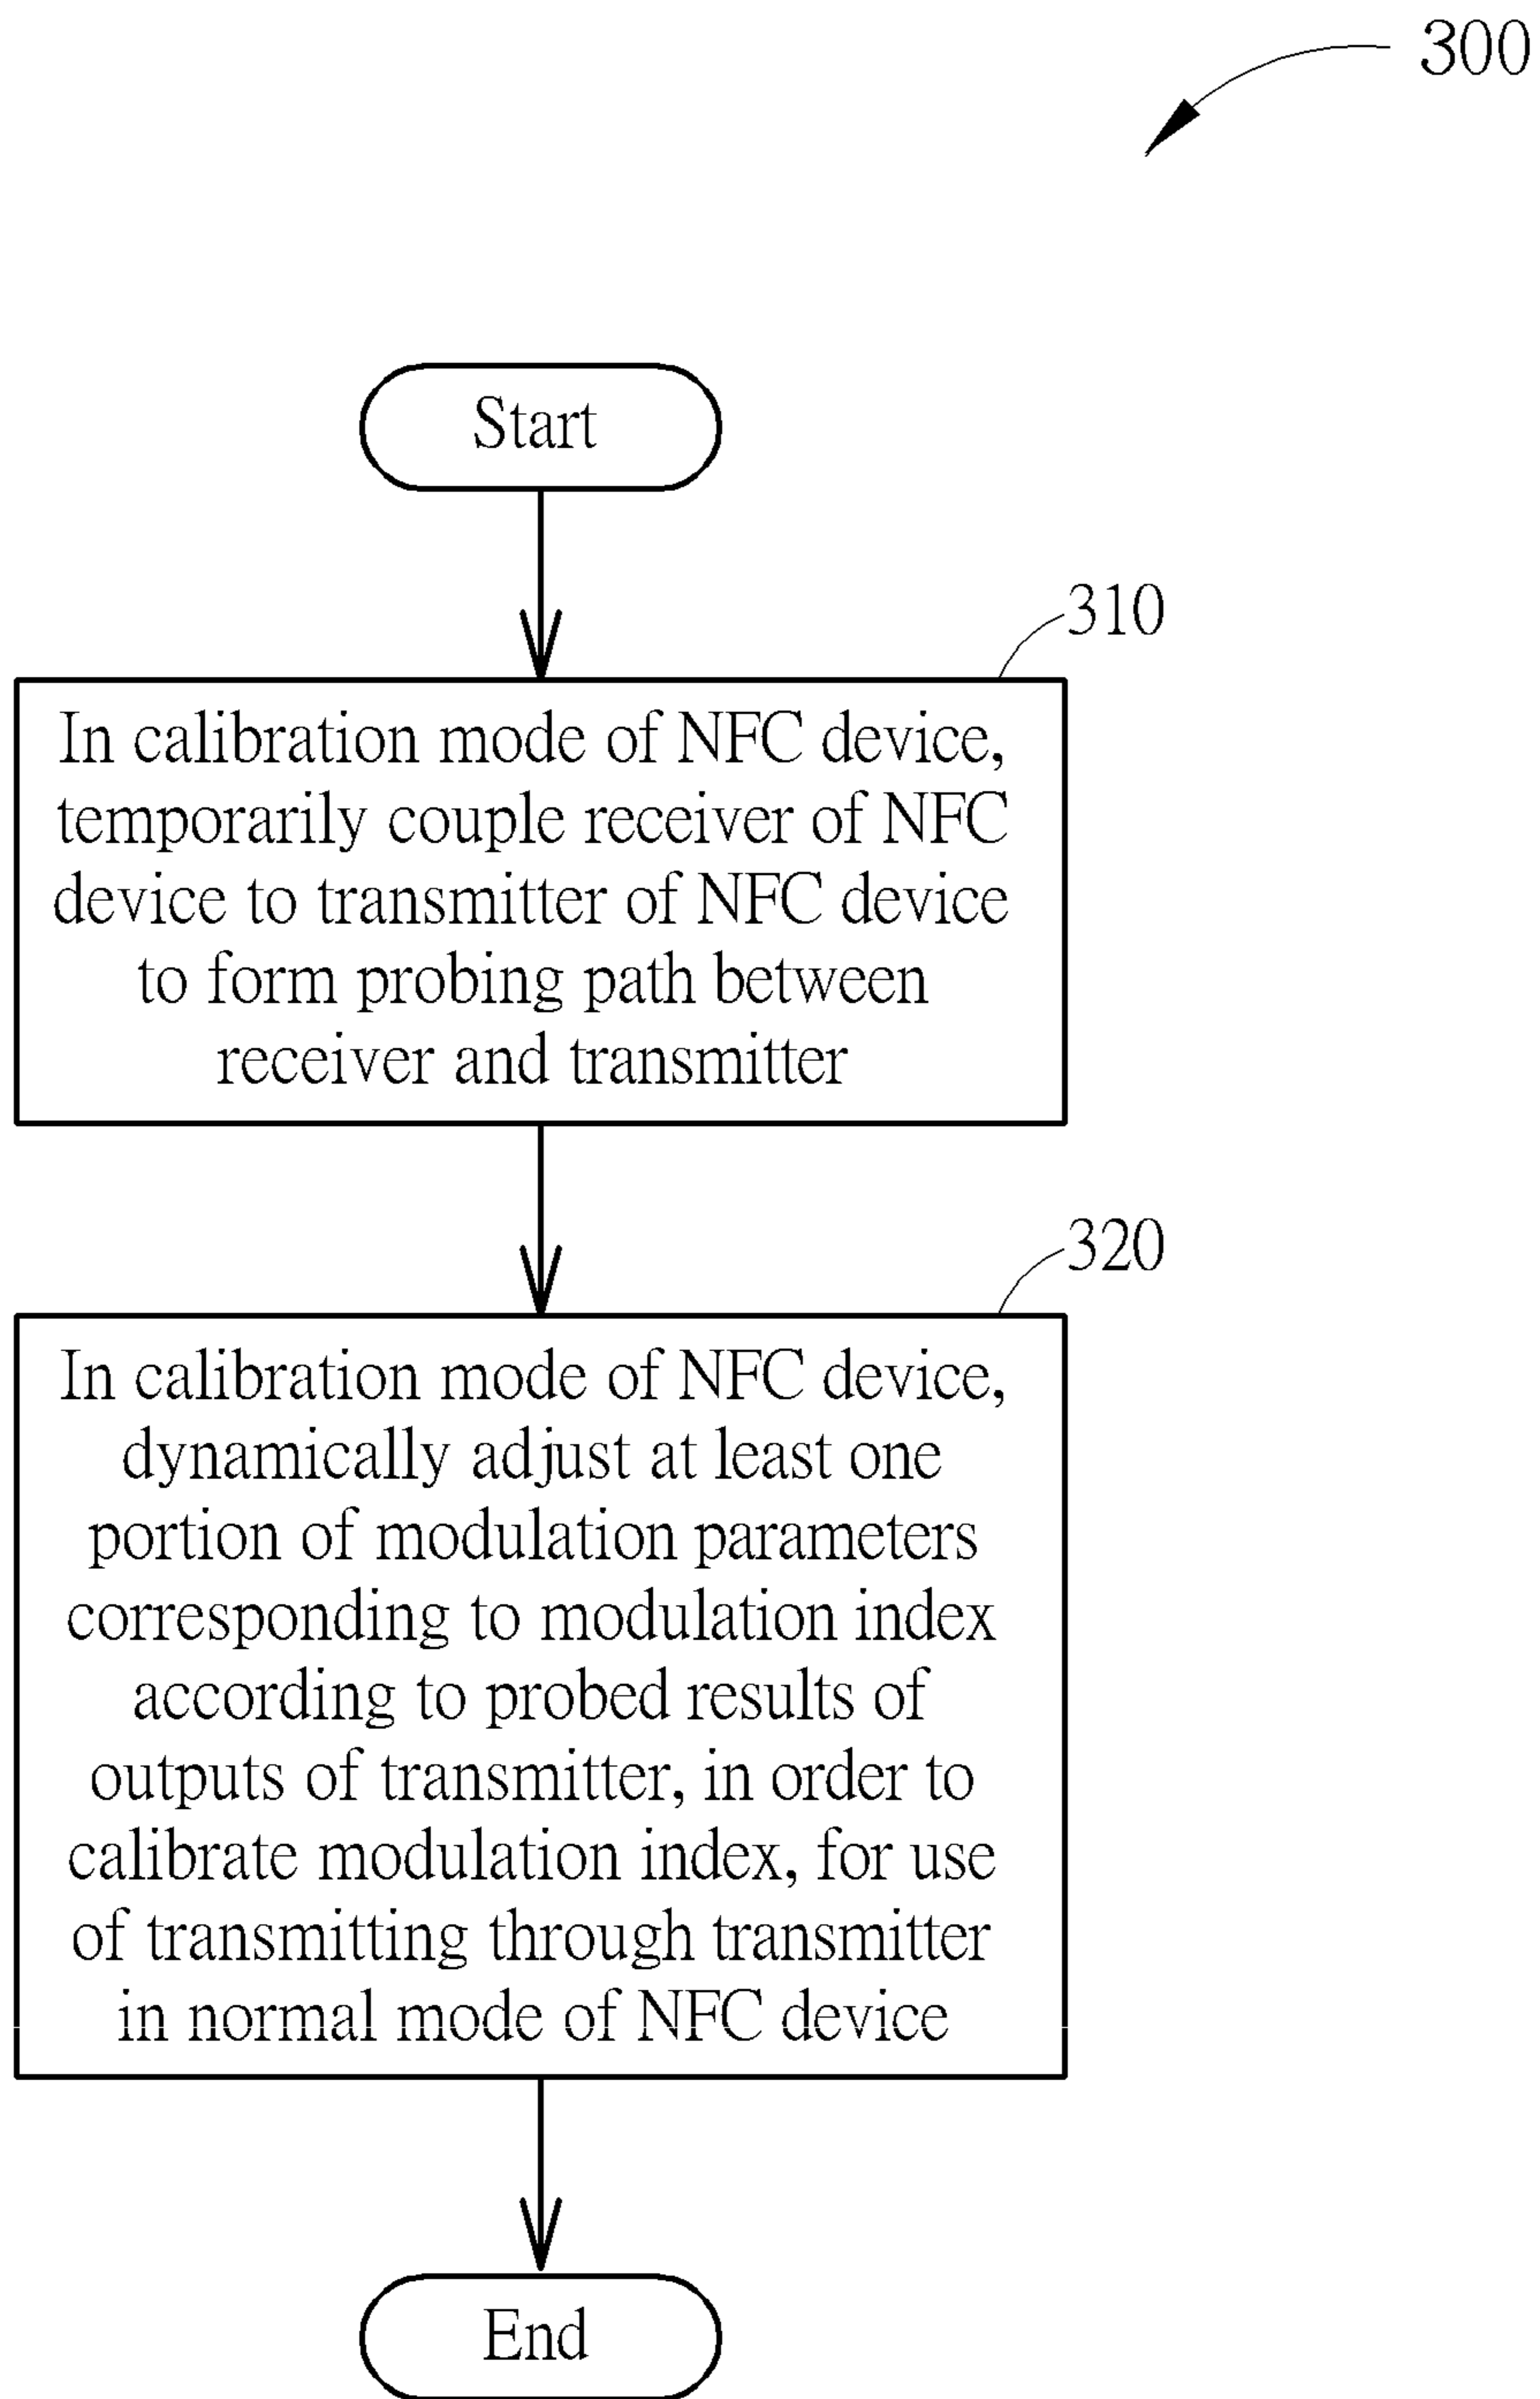 300
Start
310
In calibration mode of NFC device,
temporarily couple receiver of NFC
device to transmitter of NFC device
to form probing path between
receiver and transmitter
320
In calibration mode of NFC device,
dynamically adjust at least one
portion of modulation parameters
corresponding to modulation index
according to probed results of
outputs of transmitter, in order to
calibrate modulation index, for use
of transmitting through transmitter
in normal mode of NFC device
End